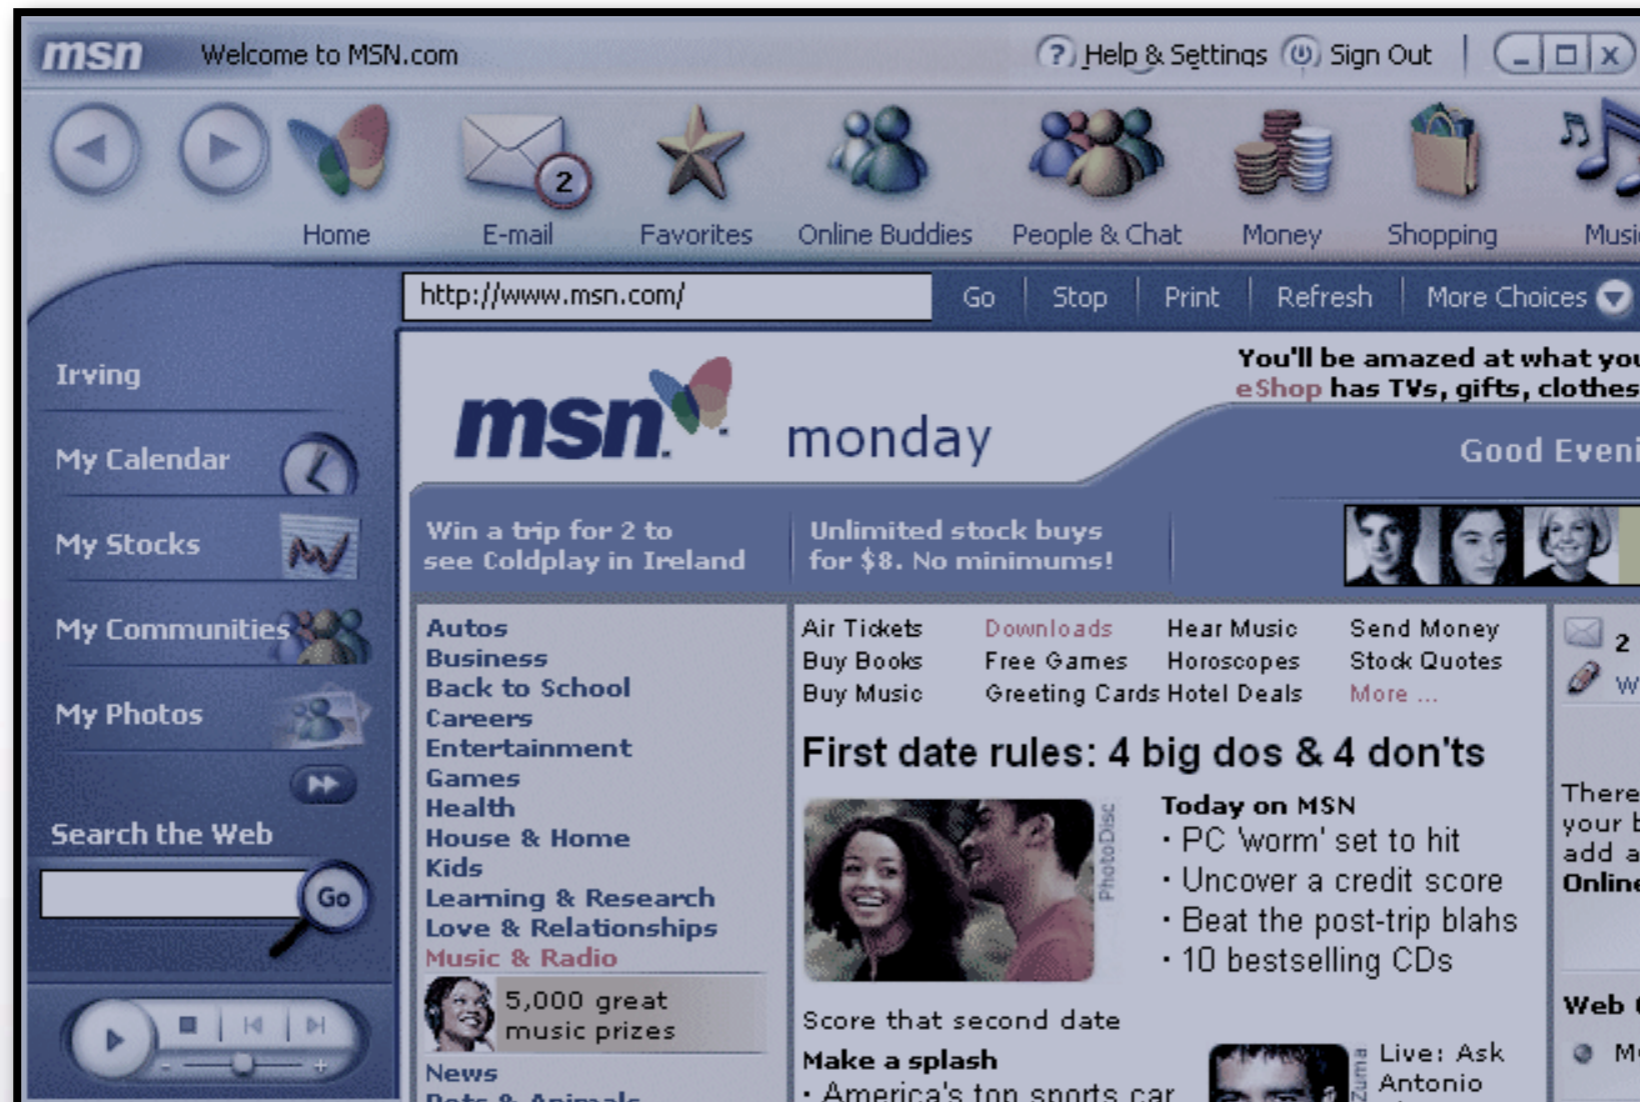 msn Welcome to MSN.com Help & Settings Sign Out
2
Home E-mail Favorites Online Buddies People & Chat Money Shopping
http://www.msn.com/ Go Stop Print Refresh More Choices
Irving
My Calendar
My Stocks
My Communities
My Photos
Search the Web
Go
You'll be amazed at what
eShop has TVs, gifts, clothes
msn. monday
Good
Win a trip for 2 to
see Coldplay in Ireland
Unlimited stock buys
for $8. No minimums!
Autos
Business
Back to School
Careers
Entertainment
Games
Health
House & Home
Kids
Learning & Research
Love & Relationships
Music & Radio
5,000 great
music prizes
News
Air Tickets Downloads Hear Music Send Money
Buy Books Free Games Horoscopes Stock Quotes
Buy Music Greeting Cards Hotel Deals More ...
First date rules: 4 big dos & 4 don'ts
PhotoDisc
Today on MSN
· PC 'worm' set to hit
· Uncover a credit score
· Beat the post-trip blahs
· 10 bestselling CDs
Score that second date
Make a splash
· America's top sports car
Live: Ask
Antonio
2
There
your
add
Online
Web